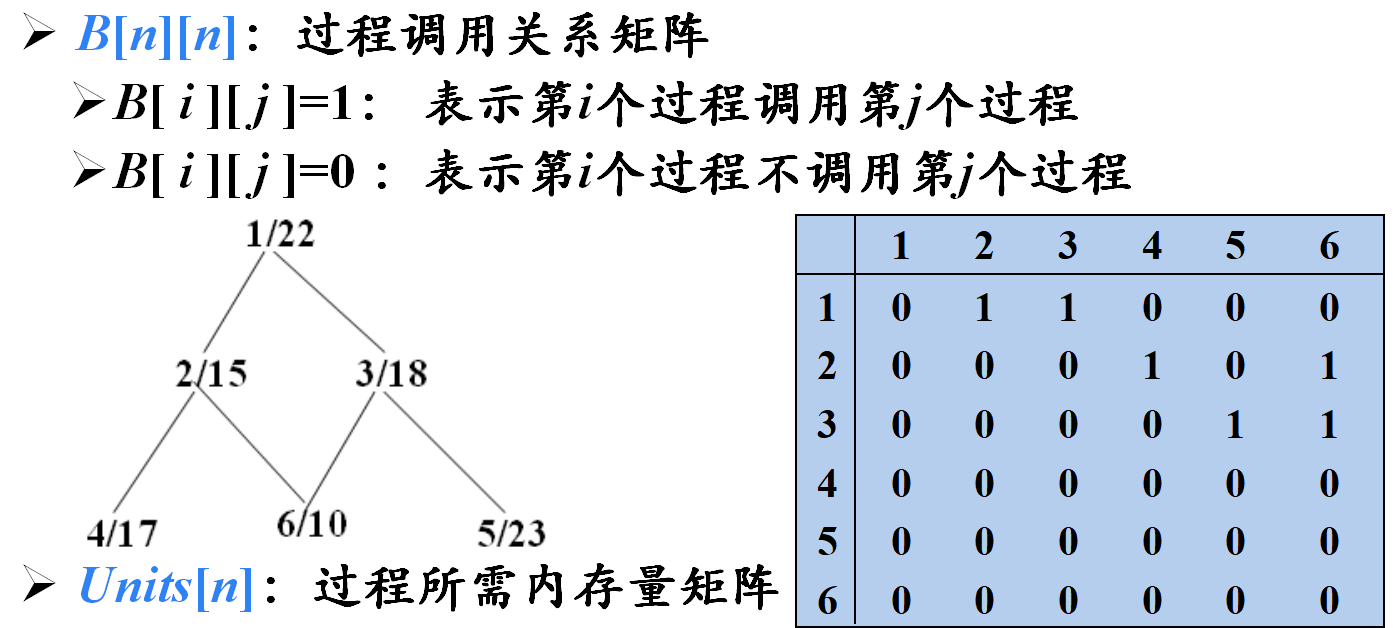 ➢ B[n][n]：过程调用关系矩阵
➢B[ i ][ j ]=1： 表示第i个过程调用第j个过程
➢B[ i ][ j ]=0 ：表示第i个过程不调用第j个过程
1/22
2/15 3/18
4/17 6/10 5/23
➢ Units[n]：过程所需内存量矩阵
1 2 3 4 5 6
1 0 1 1 0 0 0
2 0 0 0 1 0 1
3 0 0 0 0 1 1
4 0 0 0 0 0 0
5 0 0 0 0 0 0
6 0 0 0 0 0 0